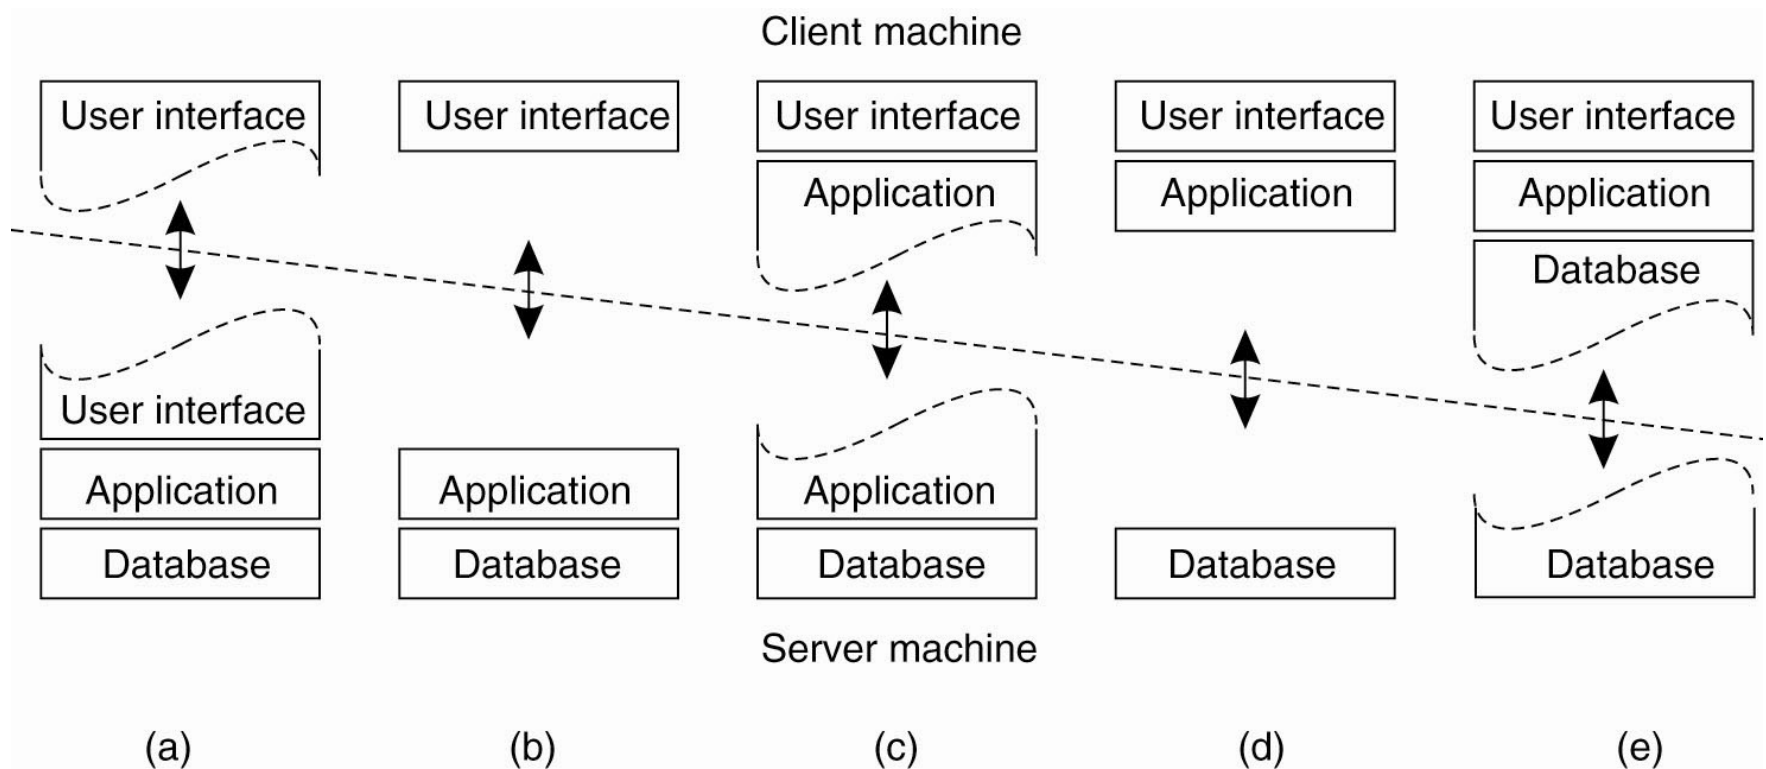 Client machine
User interface
User interface
User interface
User interface
User interface
Application
Application
Application
Database
User interface
Application
Application
Application
Database
Database
Database
Database
Database
Server machine
(a)
(b)
(c)
(d)
(e)